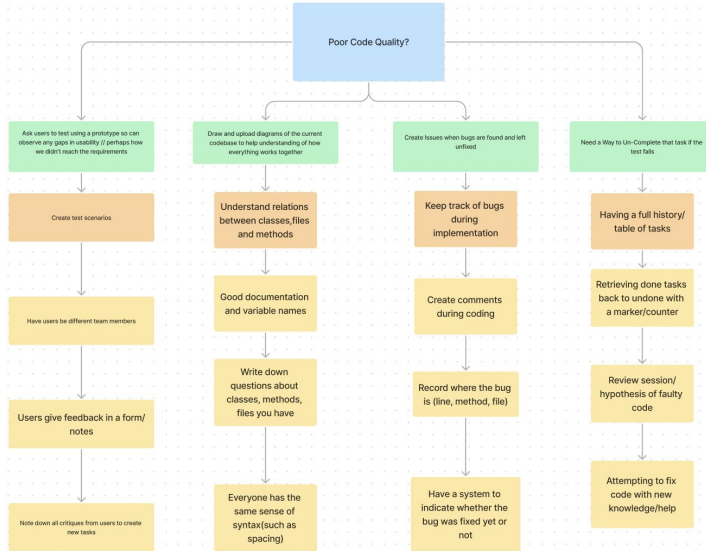 Poor Code Quality?
Ask users to test using a prototype so can
observe any gaps in usability // perhaps how
we didn't reach the requirements
Create test scenarios
Have users be different team members
Users give feedback in a form/
notes
Note down all critiques from users to create
new tasks
Draw and upload diagrams of the current
codebase to help understanding of how
everything works together
Understand relations
between classes,files
and methods
Good documentation
and variable names
Write down
questions about
classes, methods,
files you have
Everyone has the
same sense of
syntax(such as
spacing)
Create Issues when bugs are found and left
unfixed
Keep track of bugs
during
implementation
Create comments
during coding
Record where the bug
is (line, method, file)
Have a system to
indicate whether the
bug was fixed yet or
not
Need a Way to Un-Complete that task if the
test fails
Having a full history/
table of tasks
Retrieving done tasks
back to undone with
a marker/counter
Review session/
hypothesis of faulty
code
Attempting to fix
code with new
knowledge/help